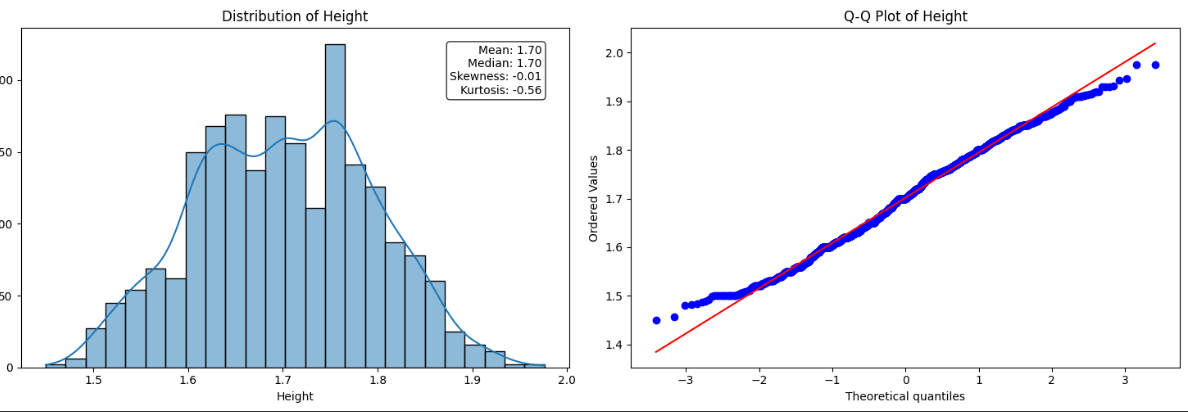 Distribution of Height
Mean: 1.70
Median: 1.70
Skewness: -0.01
Kurtosis: -0.56
00
50
00
50
0
1.5 1.6 1.7 1.8 1.9 2.0
Height
Q-Q Plot of Height
Ordered Values
2.0
1.9
1.8
1.7
1.6
1.5
1.4
−3 −2 −1 0 1 2 3
Theoretical quantiles